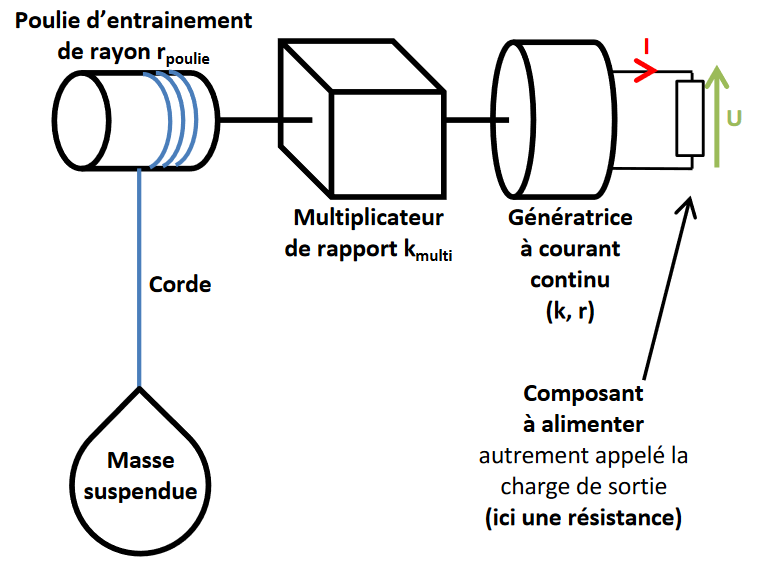 Poulie d’entrainement
de rayon rpoulie
I
U
Multiplicateur
de rapport kmulti
Génératrice
à courant
continu
(k, r)
Corde
Masse
suspendue
Composant
à alimenter
autrement appelé la
charge de sortie
(ici une résistance)